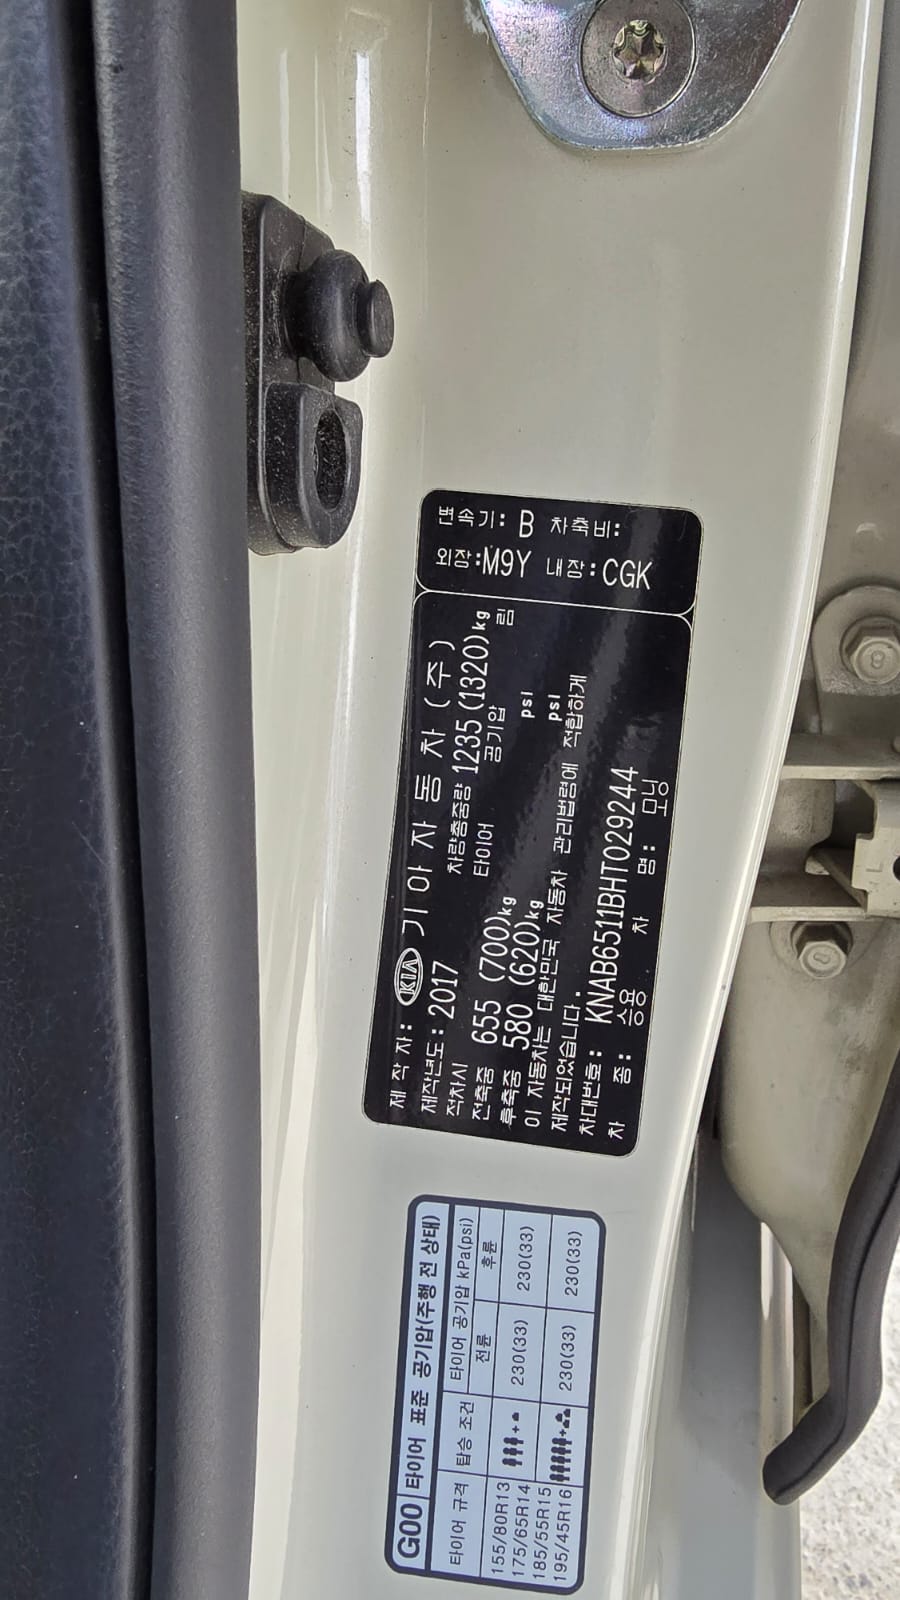 변속기: B 차축비:
외장:M9Y 내장:CGK
제 작 자: KIA 기아자동차(주)
제작년도: 2017
적차시 차량총중량 1235(1320)kg
전축중 655 (700)kg 타이어 공기압 림
후축중 580 (620)kg psi
이 자동차는 대한민국 자동차 관리법령에 적합하게 psi
제작되었습니다.
차대번호: KNAB6511BHT029244
차 종: 승용 차 명: 모닝
G00 타이어 표준 공기압(주행 전 상태)
타이어 규격 탑승 조건 타이어 공기압 kPa(psi)
전륜 후륜
155/80R13
175/65R14
185/55R15
195/45R16
230(33) 230(33)
230(33) 230(33)
8